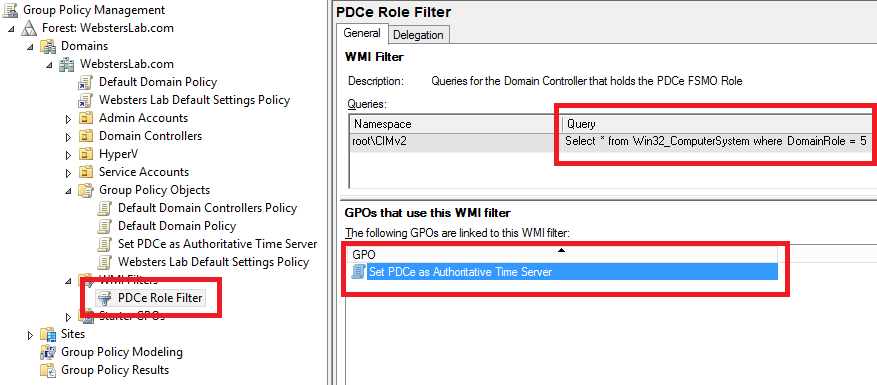 Group Policy Management
Forest: WebstersLab.com
Domains
WebstersLab.com
Default Domain Policy
Websters Lab Default Settings Policy
Admin Accounts
Domain Controllers
HyperV
Service Accounts
Group Policy Objects
Default Domain Controllers Policy
Default Domain Policy
Set PDCe as Authoritative Time Server
Websters Lab Default Settings Policy
WMI Filters
PDCe Role Filter
Starter GPOs
Sites
Group Policy Modeling
Group Policy Results
PDCe Role Filter
General Delegation
WMI Filter
Description: Queries for the Domain Controller that holds the PDCe FSMO Role
Queries:
Namespace Query
root\CIMv2 Select * from Win32_ComputerSystem where DomainRole = 5
GPOs that use this WMI filter
The following GPOs are linked to this WMI filter:
GPO
Set PDCe as Authoritative Time Server